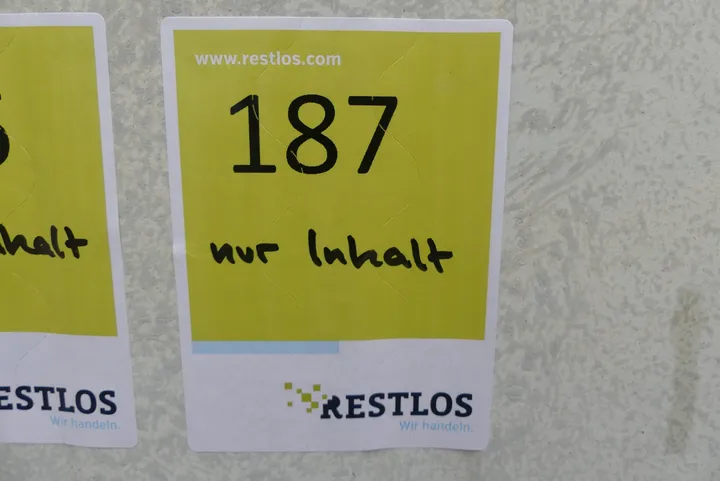 www.restlos.com
187
nur Inhalt
RESTLOS
Wir handeln.
ESTLOS
Wir handeln.